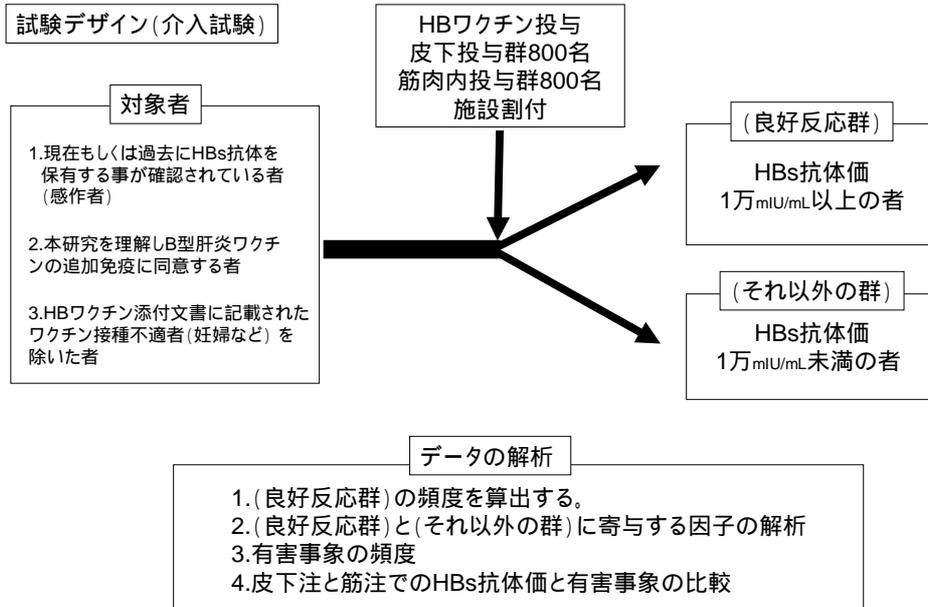 試験デザイン(介入試験)
HBワクチン投与
皮下投与群800名
筋肉内投与群800名
施設割付
対象者
1.現在もしくは過去にHBs抗体を
保有する事が確認されている者
(感作者)
2.本研究を理解しB型肝炎ワクチ
ンの追加免疫に同意する者
3.HBワクチン添付文書に記載された
ワクチン接種不適者(妊婦など) を
除いた者
(良好反応群)
HBs抗体価
1万mIU/mL以上の者
(それ以外の群)
HBs抗体価
1万mIU/mL未満の者
データの解析
1.(良好反応群)の頻度を算出する。
2.(良好反応群)と(それ以外の群)に寄与する因子の解析
3.有害事象の頻度
4.皮下注と筋注でのHBs抗体価と有害事象の比較